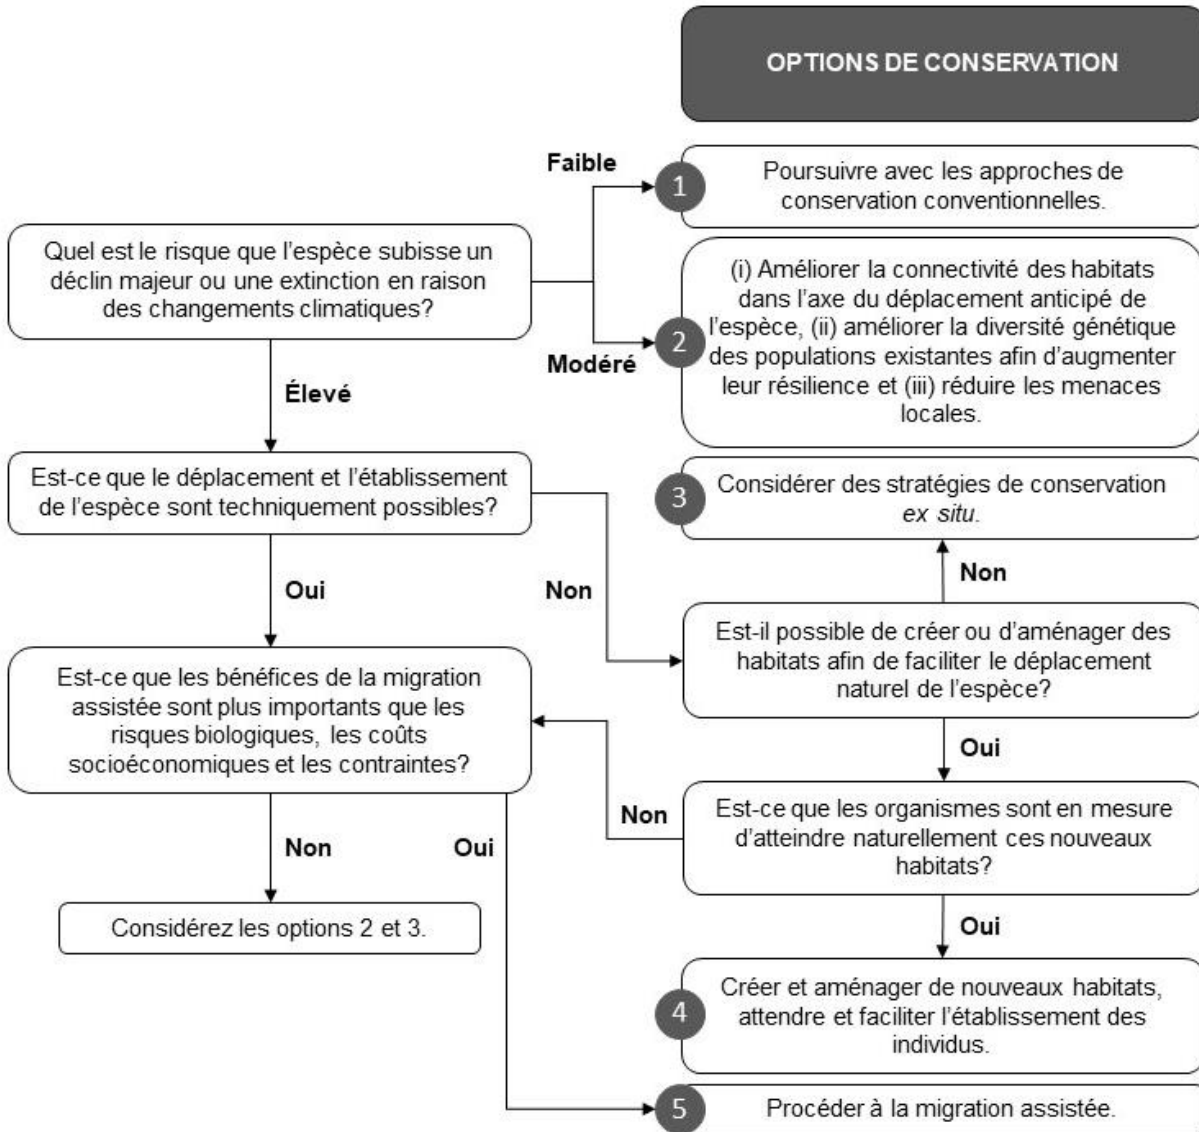 OPTIONS DE CONSERVATION
Faible
1
Poursuivre avec les approches de
conservation conventionnelles.
Quel est le risque que l'espèce subisse un
déclin majeur ou une extinction en raison
des changements climatiques?
Modéré
2
(i) Améliorer la connectivité des habitats
dans l'axe du déplacement anticipé de
l'espèce, (ii) améliorer la diversité génétique
des populations existantes afin d'augmenter
leur résilience et (iii) réduire les menaces
locales.
Élevé
Est-ce que le déplacement et l'établissement
de l'espèce sont techniquement possibles?
3
Considérer des stratégies de conservation
ex situ.
Oui
Non
Non
Est-il possible de créer ou d'aménager des
habitats afin de faciliter le déplacement
naturel de l'espèce?
Est-ce que les bénéfices de la migration
assistée sont plus importants que les
risques biologiques, les coûts
socioéconomiques et les contraintes?
Oui
Non
Est-ce que les organismes sont en mesure
d'atteindre naturellement ces nouveaux
habitats?
Non
Oui
Considérez les options 2 et 3.
Oui
4
Créer et aménager de nouveaux habitats,
attendre et faciliter l'établissement des
individus.
5
Procéder à la migration assistée.